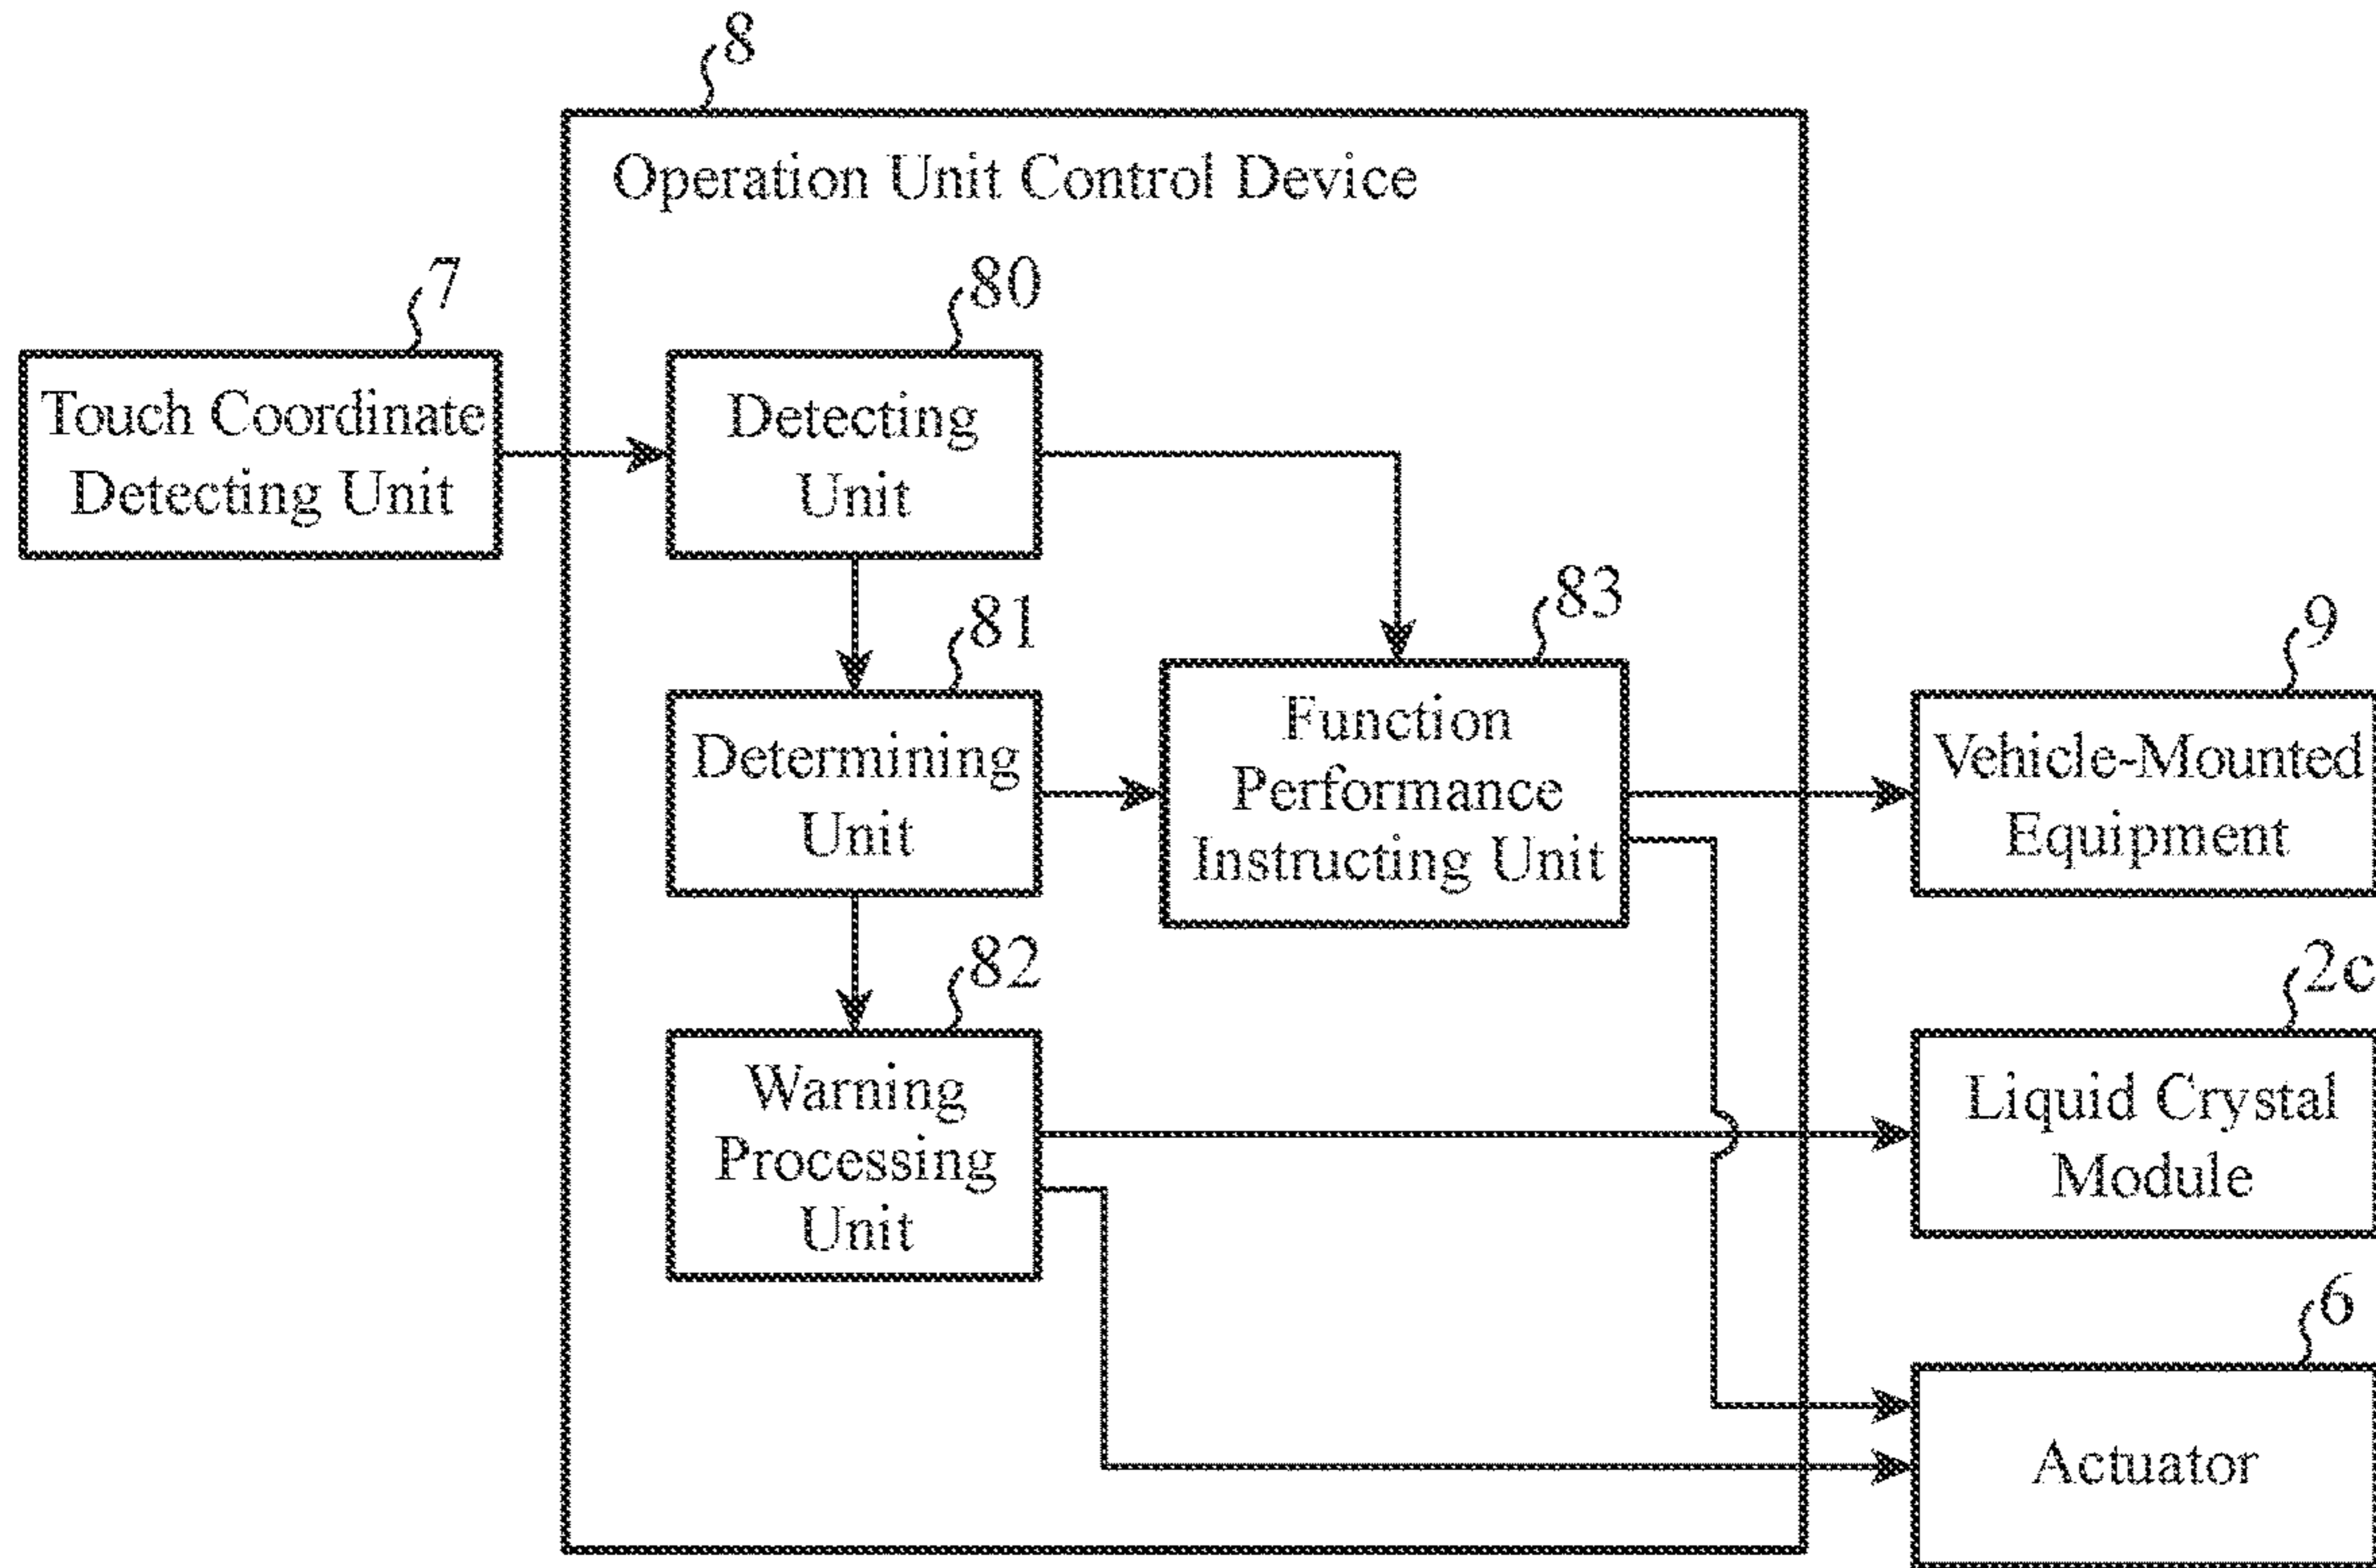 8
Operation Unit Control Device
7
80
Touch Coordinate
Detecting Unit
Detecting
Unit
81
83
9
Determining
Unit
Function
Performance
Instructing Unit
Vehicle-Mounted
Equipment
82
2c
Warning
Processing
Unit
Liquid Crystal
Module
6
Actuator